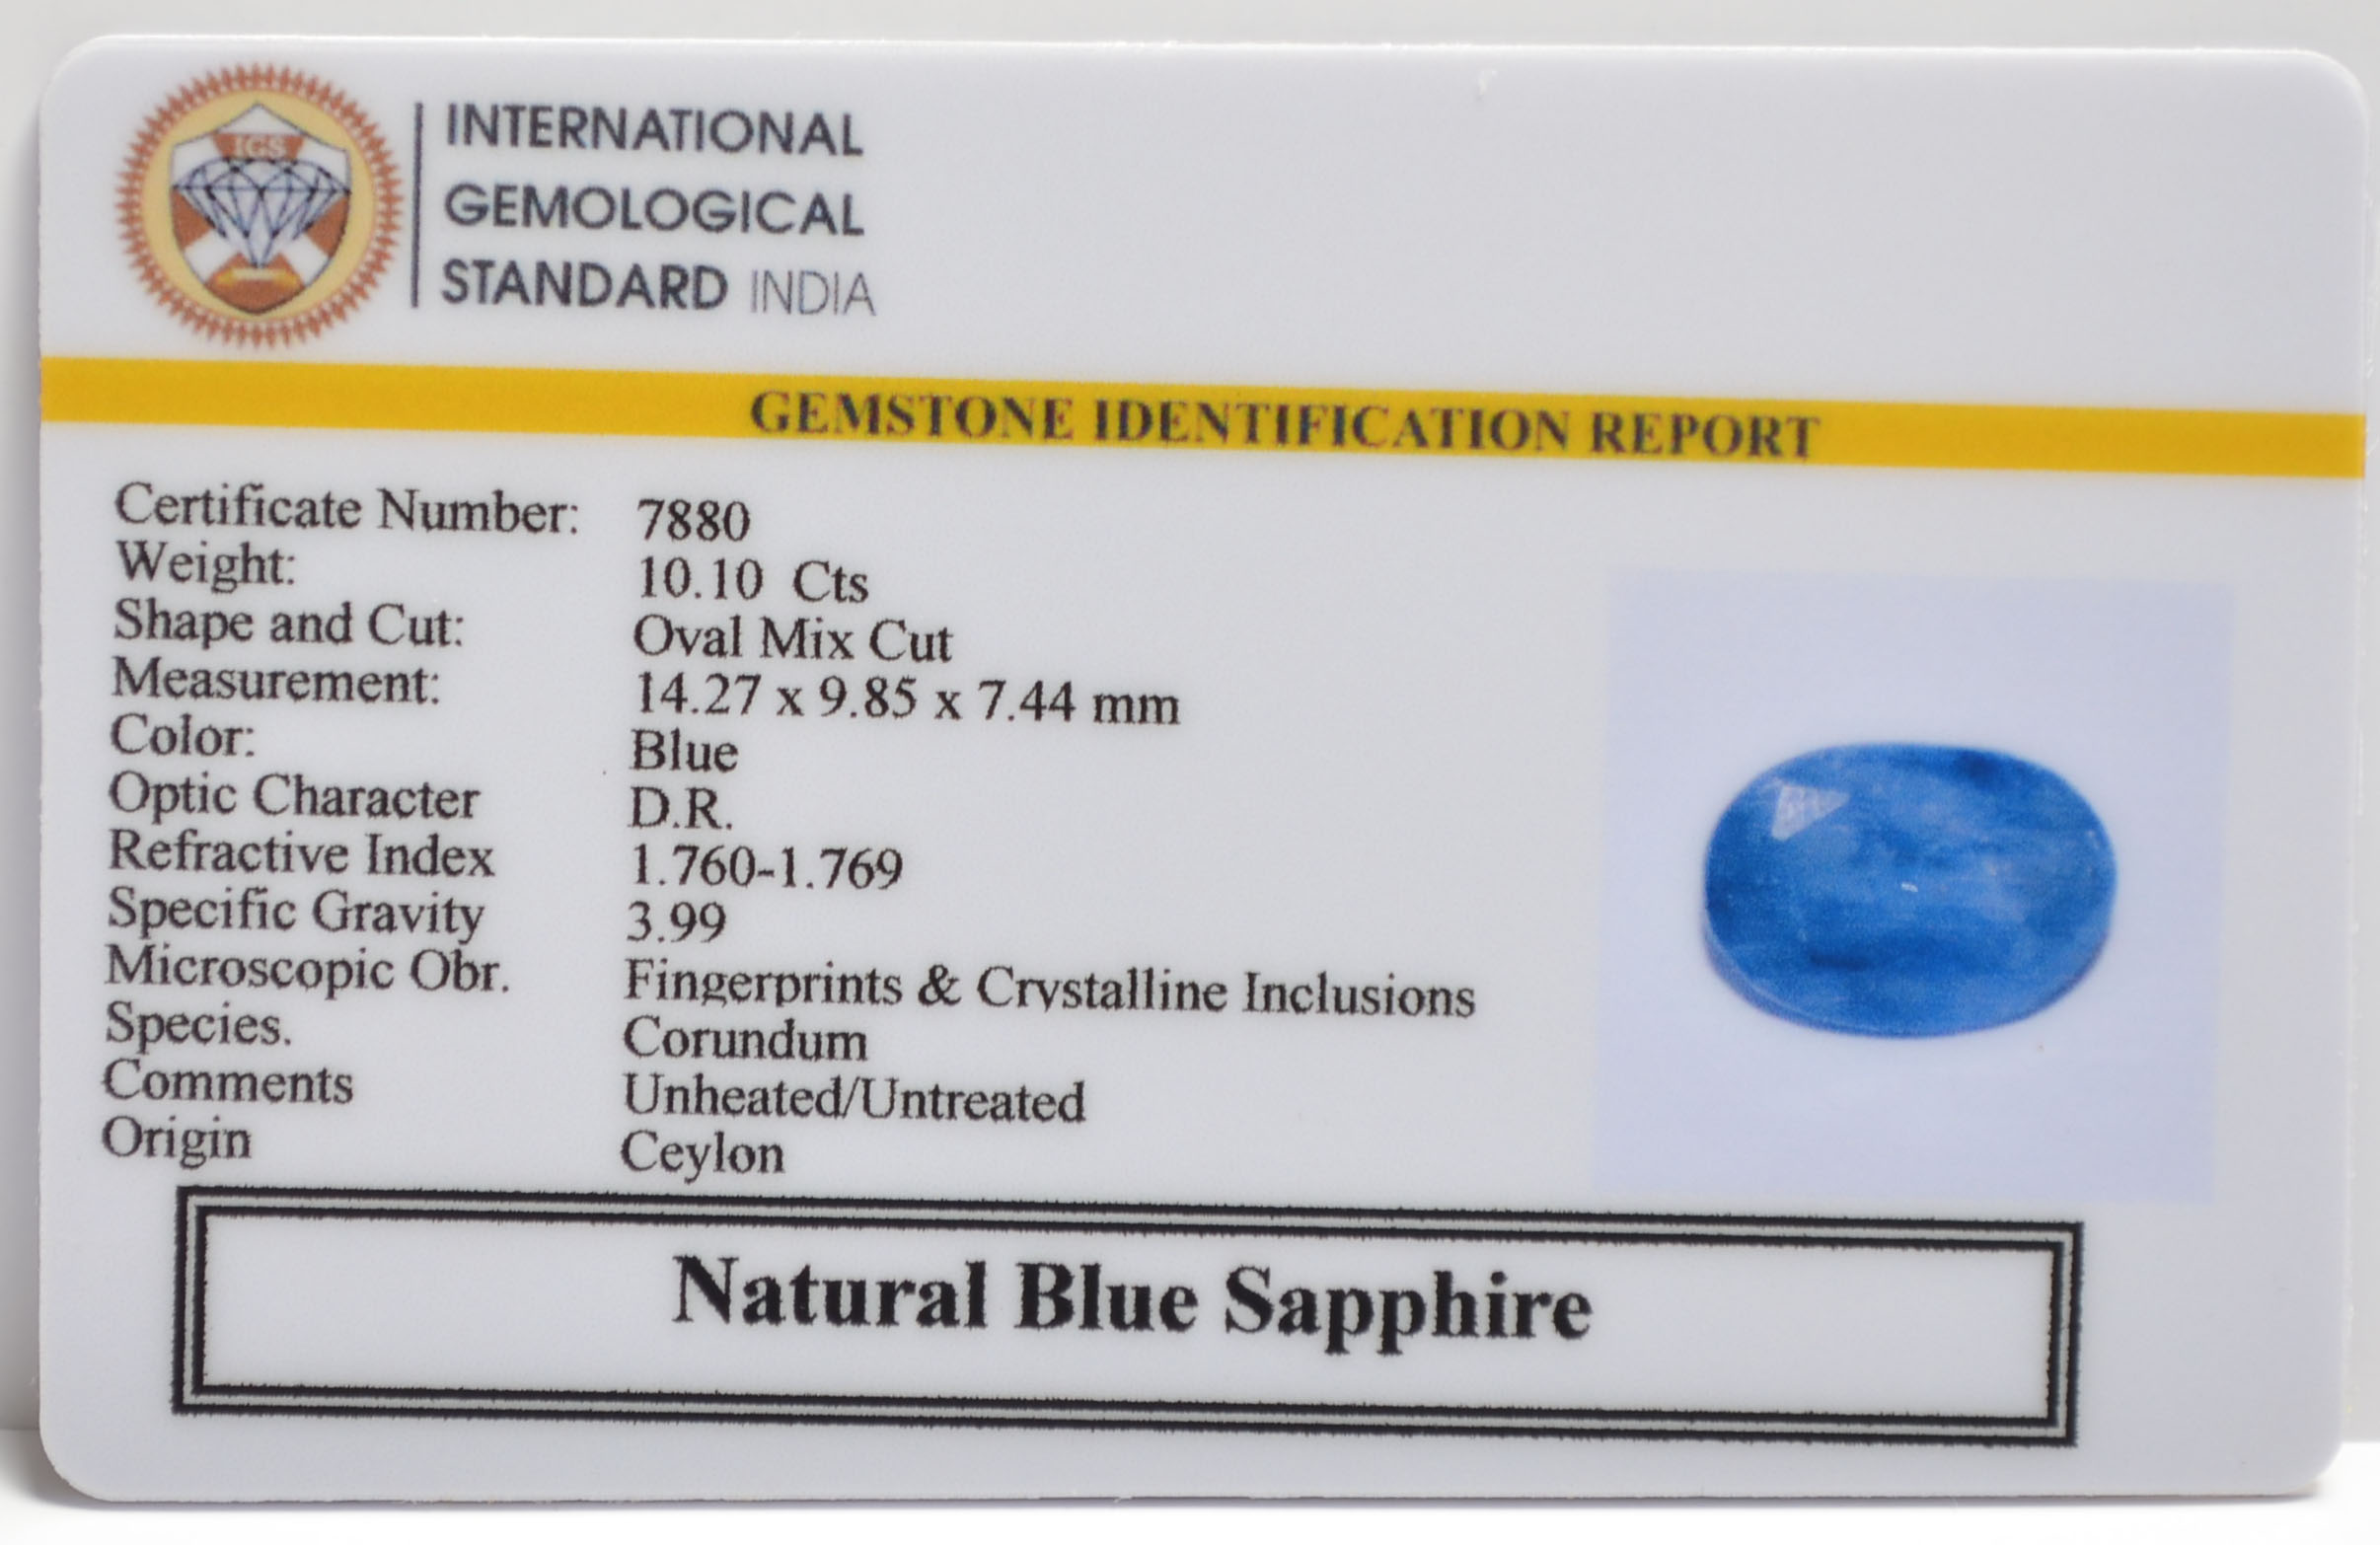 IGS
INTERNATIONAL
GEMOLOGICAL
STANDARD INDIA
GEMSTONE IDENTIFICATION REPORT
Certificate Number: 7880
Weight: 10.10 Cts
Shape and Cut: Oval Mix Cut
Measurement: 14.27 x 9.85 x 7.44 mm
Color: Blue
Optic Character D.R.
Refractive Index 1.760-1.769
Specific Gravity 3.99
Microscopic Obr. Fingerprints & Crystalline Inclusions
Species. Corundum
Comments Unheated/Untreated
Origin Ceylon
Natural Blue Sapphire